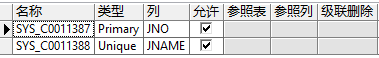 名称 类型 列 允许 参照表 参照列 级联删除
SYS_C0011387 Primary JNO
SYS_C0011388 Unique JNAME